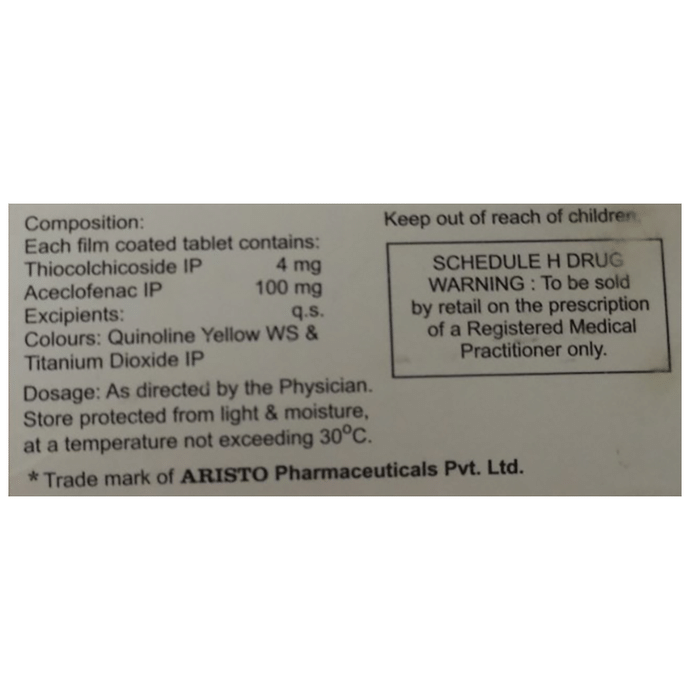 Composition:
Each film coated tablet contains:
Thiocolchicoside IP 4 mg
Aceclofenac IP 100 mg
Excipients: q.s.
Colours: Quinoline Yellow WS &
Titanium Dioxide IP
Dosage: As directed by the Physician.
Store protected from light & moisture,
at a temperature not exceeding 30°C.
* Trade mark of ARISTO Pharmaceuticals Pvt. Ltd.
Keep out of reach of children.
SCHEDULE H DRUG
WARNING : To be sold
by retail on the prescription
of a Registered Medical
Practitioner only.